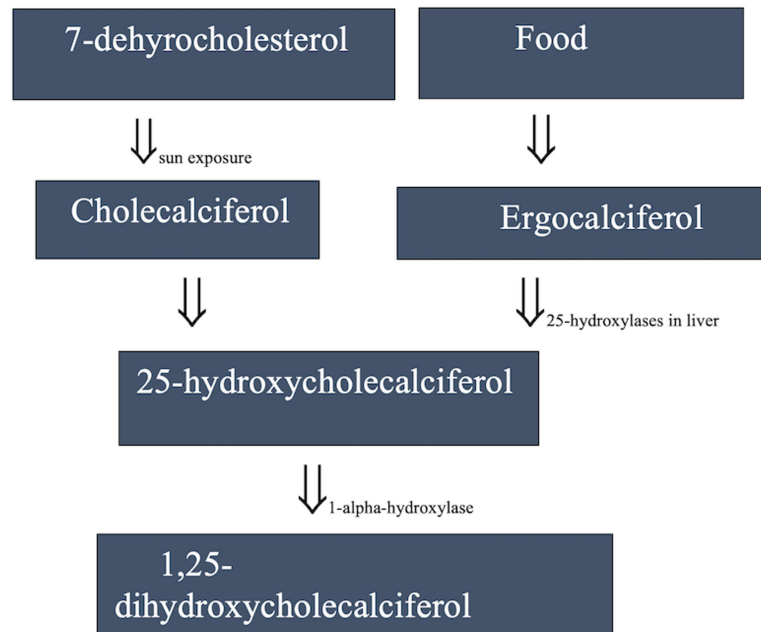 7-dehyrocholesterol
Food
sun exposure
Cholecalciferol
Ergocalciferol
25-hydroxylases in liver
25-hydroxycholecalciferol
1-alpha-hydroxylase
1,25-
dihydroxycholecalciferol